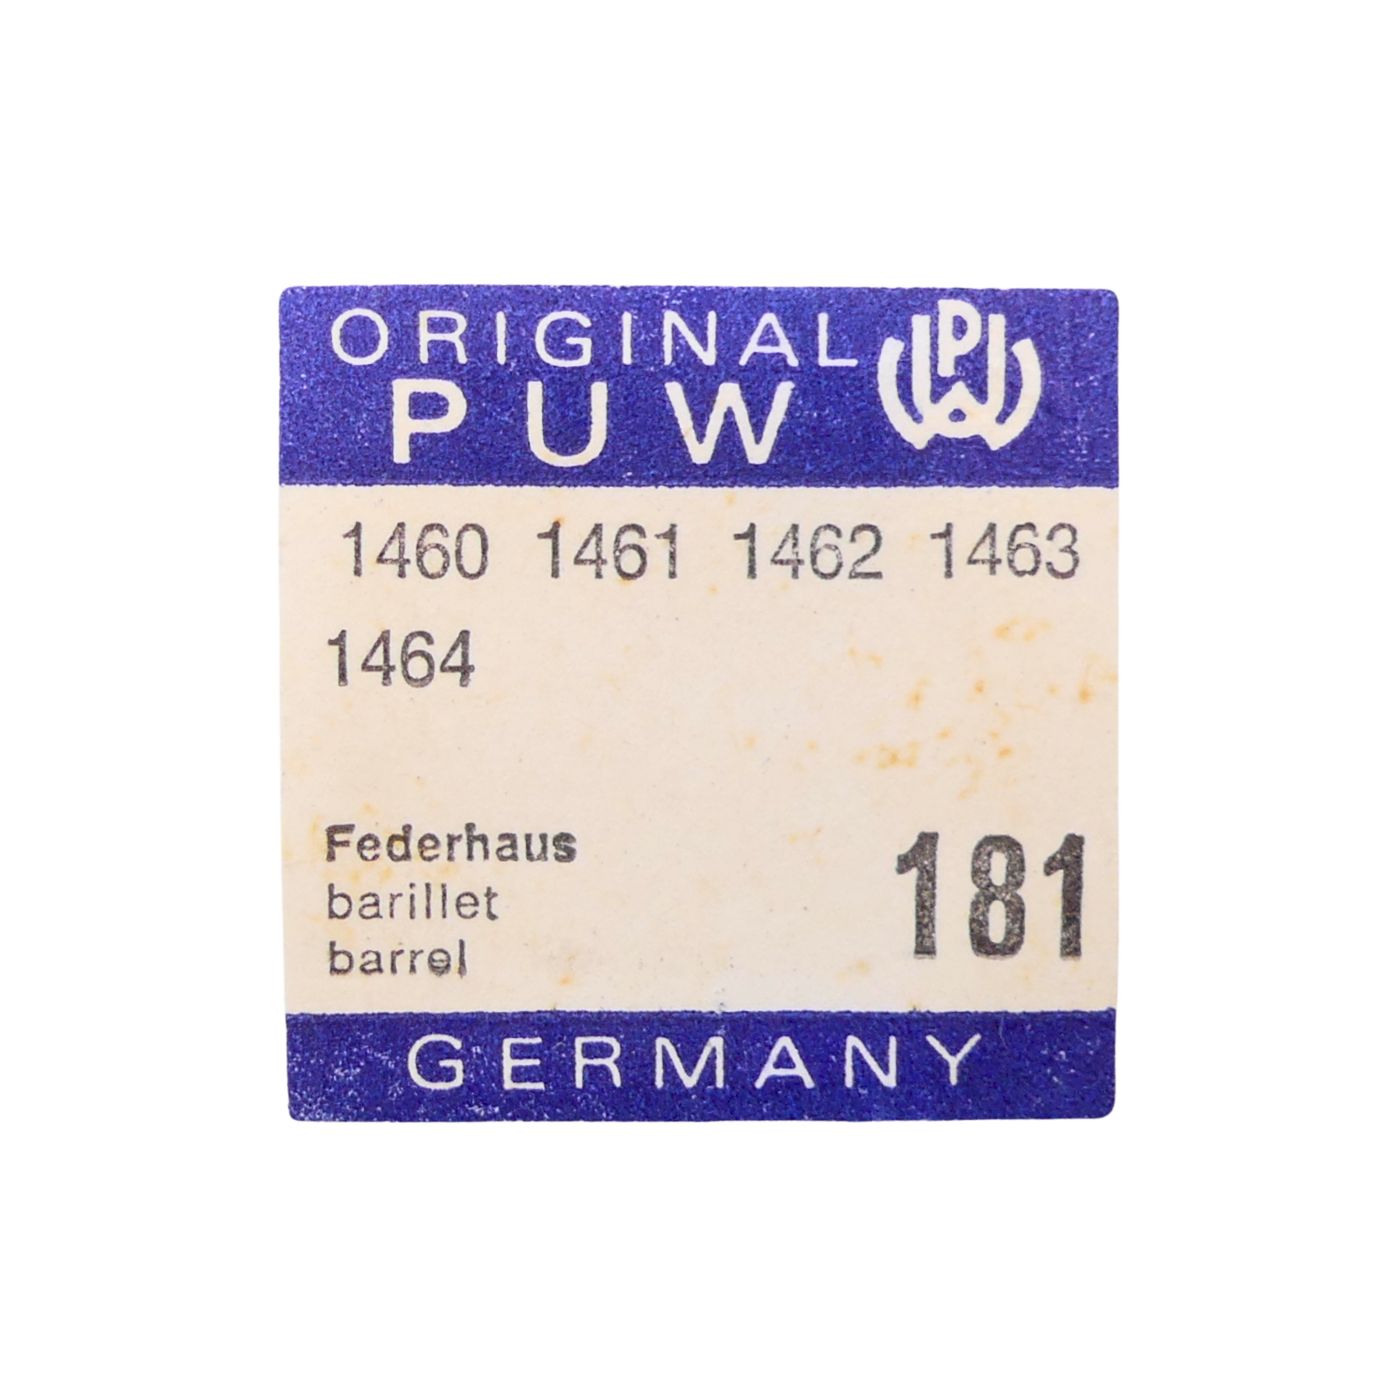 ORIGINAL
PUW
1460 1461 1462 1463
1464
Federhaus
barillet
barrel
181
GERMANY